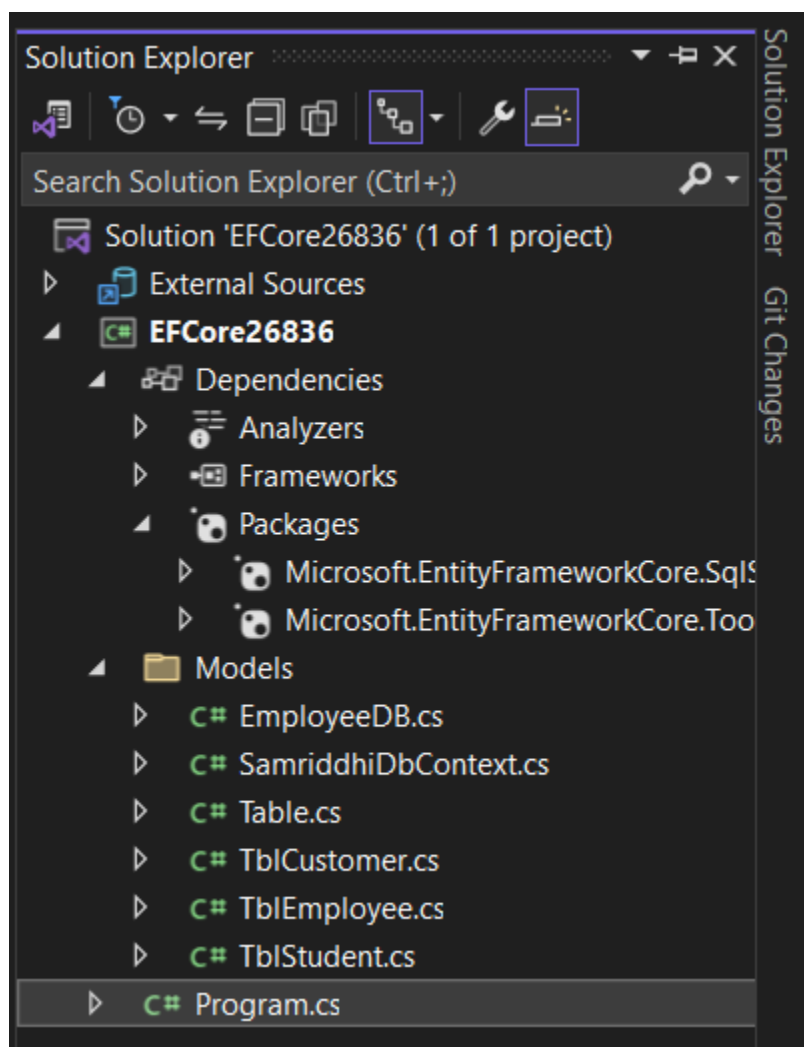 Solution Explorer
Search Solution Explorer (Ctrl+;)
Solution 'EFCore26836' (1 of 1 project)
External Sources
C# EFCore26836
Dependencies
Analyzers
Frameworks
Packages
Microsoft.EntityFrameworkCore.SqlS
Microsoft.EntityFrameworkCore.Too
Models
C# EmployeeDB.cs
C# SamriddhiDbContext.cs
C# Table.cs
C# TblCustomer.cs
C# TblEmployee.cs
C# TblStudent.cs
C# Program.cs
Solution Explorer
Git Changes